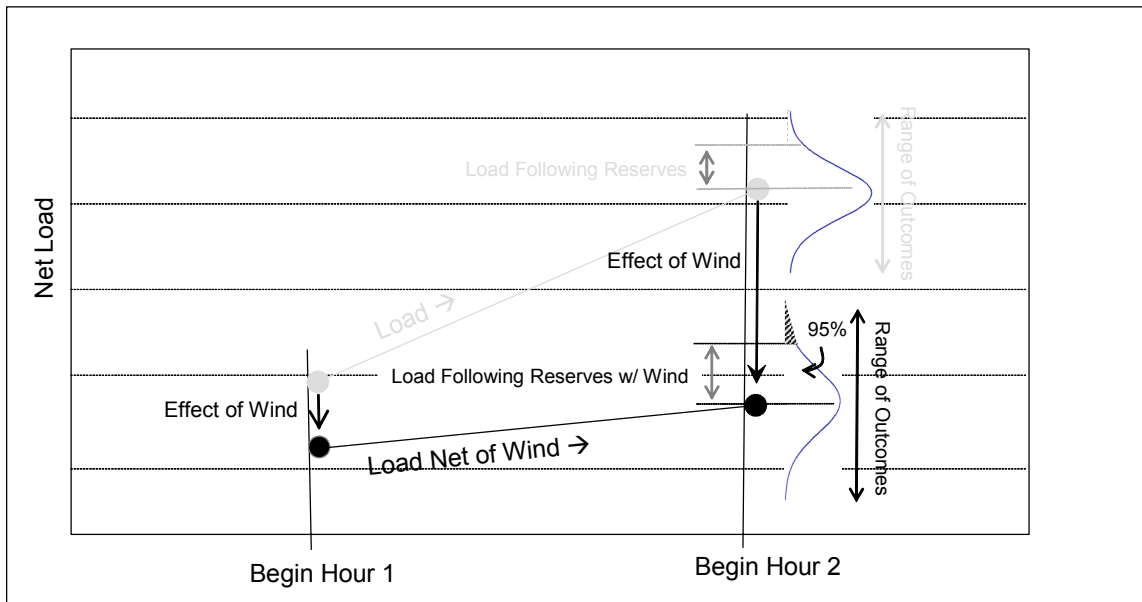 Net Load
Load Following Reserves
Range of Outcomes
Effect of Wind
Load →
95%
Load Following Reserves w/ Wind
Range of Outcomes
Effect of Wind
Load Net of Wind →
Begin Hour 1
Begin Hour 2